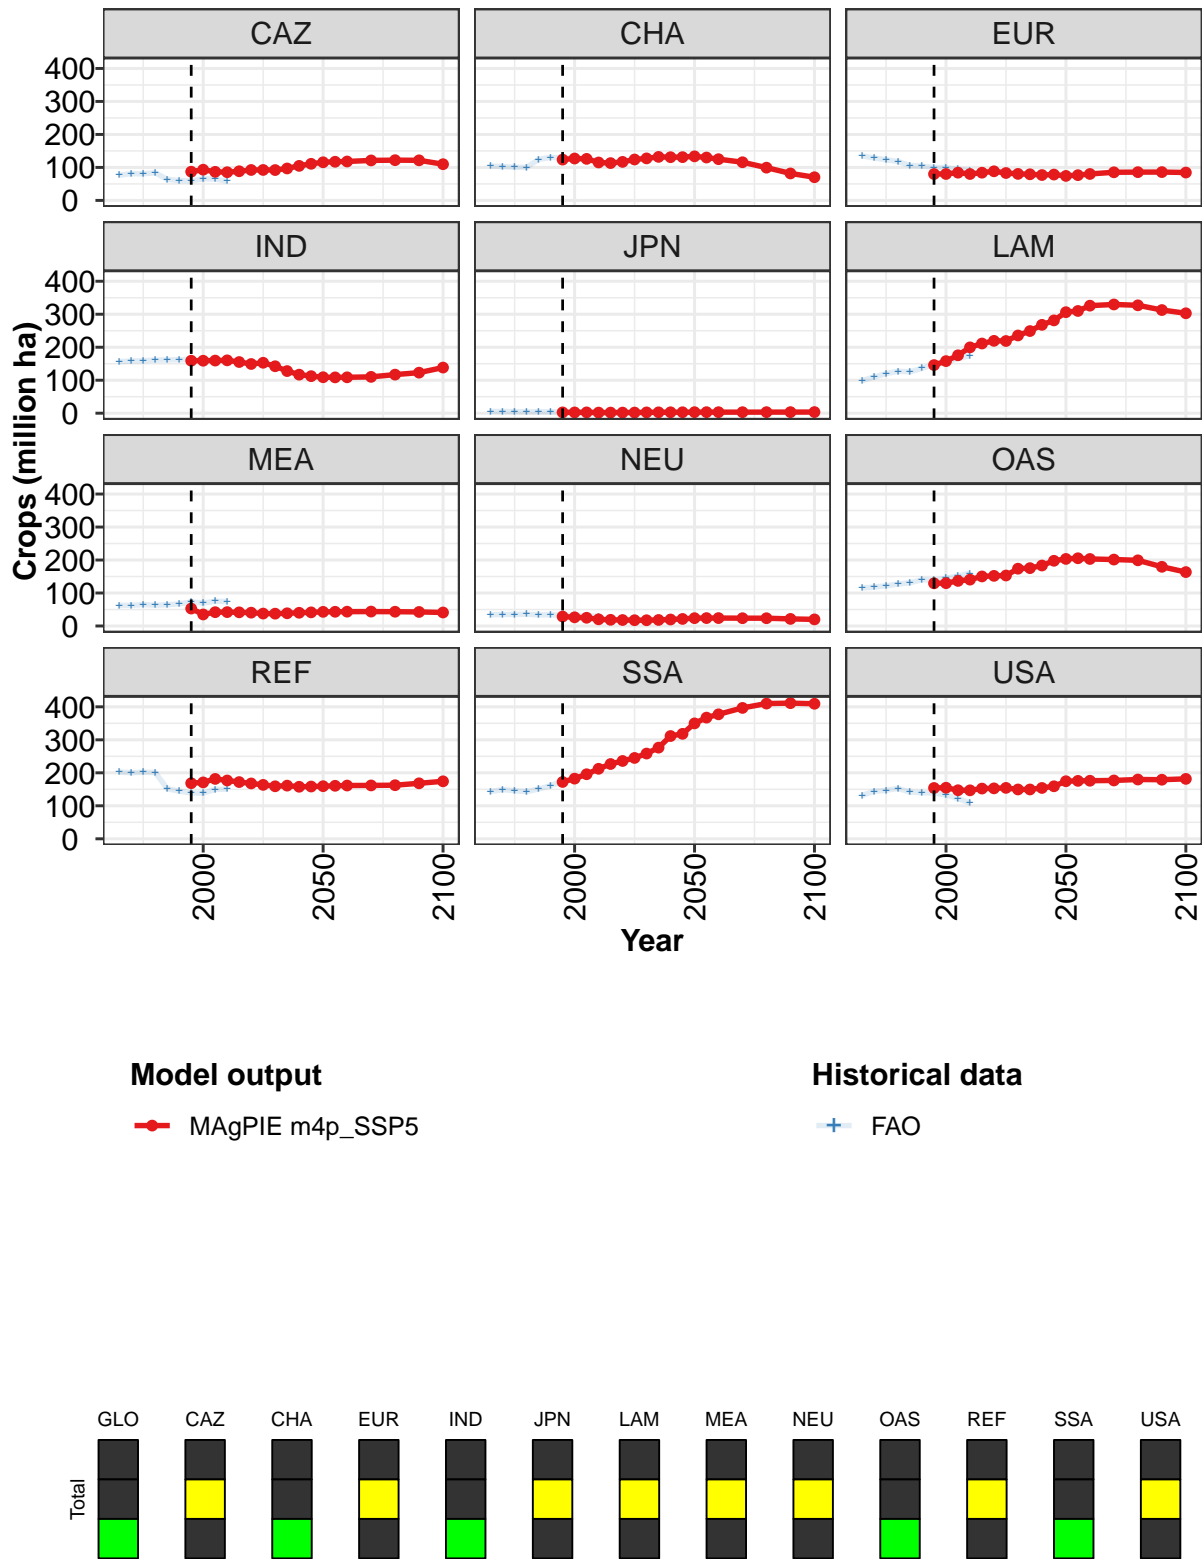 CAZ CHA EUR
400
300
200
100
0
IND JPN LAM
400
300
200
100
0
MEA NEU OAS
400
300
200
100
0
REF SSA USA
400
300
200
100
0
Crops (million ha)
2000 2050 2100 2000 2050 2100 2000 2050 2100
Year
Model output Historical data
MAgPIE m4p_SSP5 FAO
GLO CAZ CHA EUR IND JPN LAM MEA NEU OAS REF SSA USA
Total